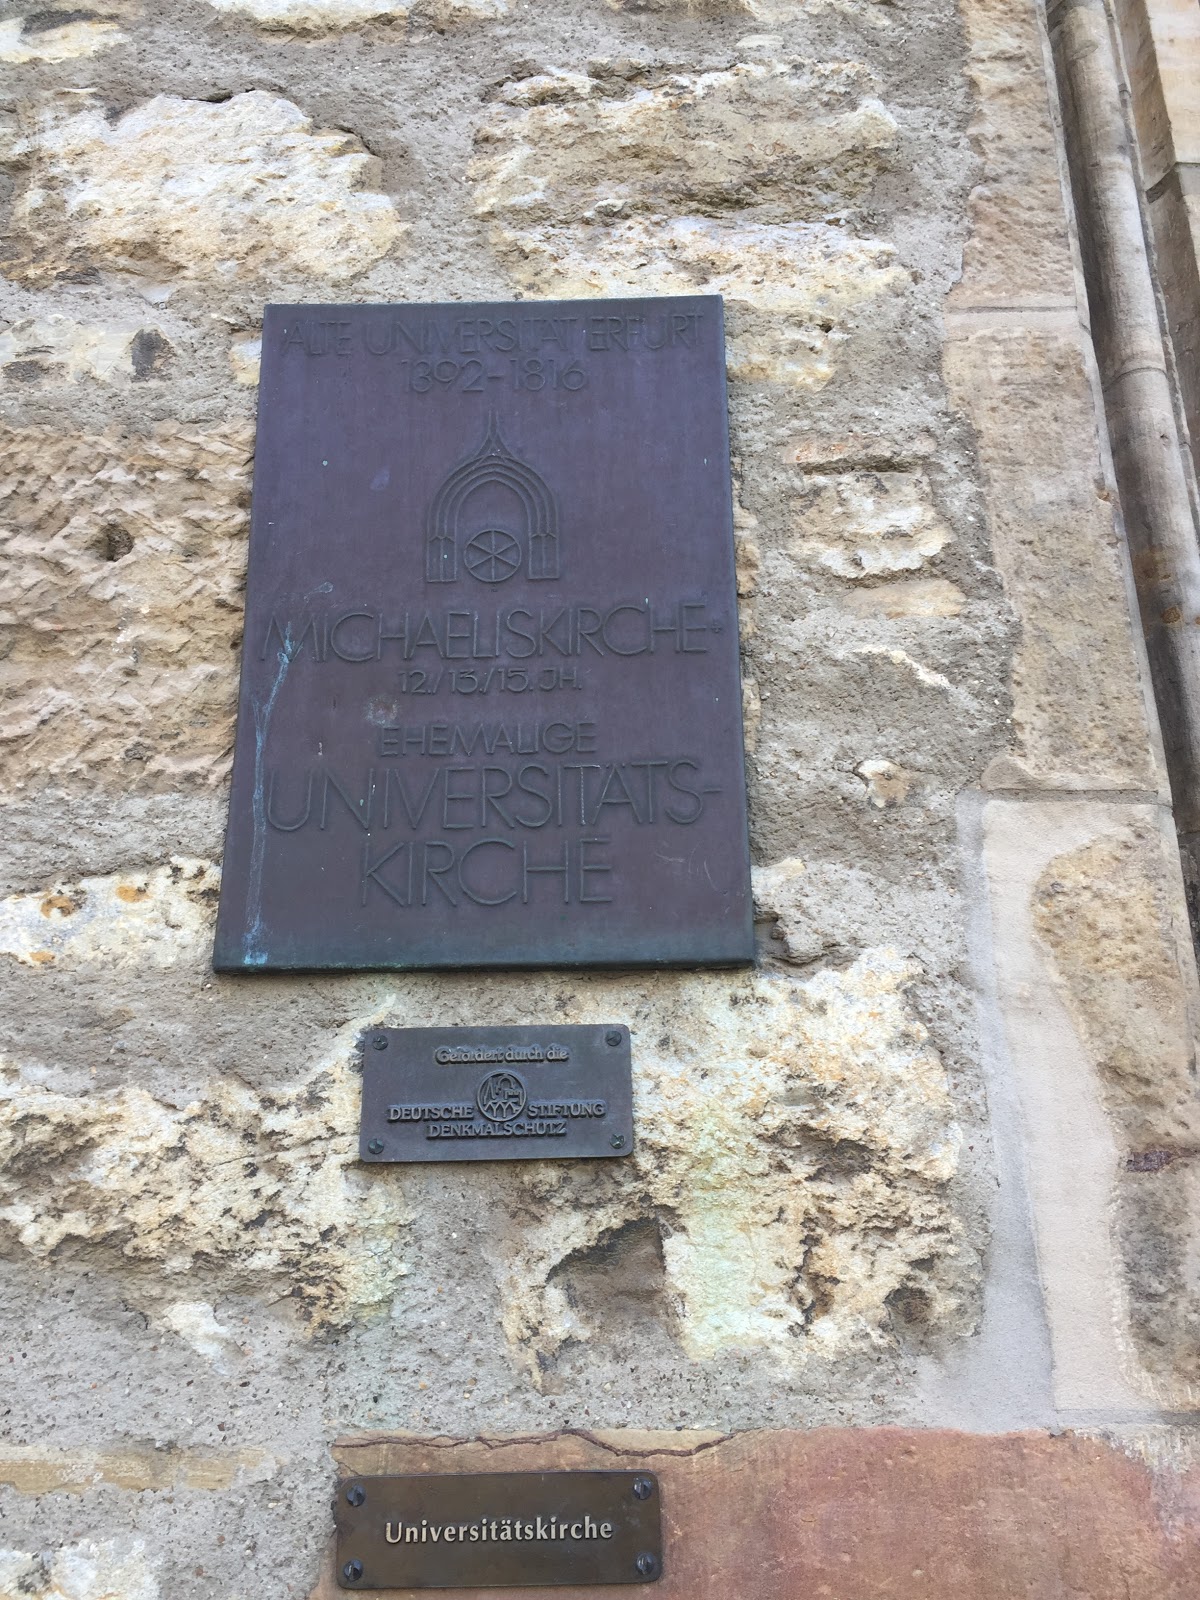 ALTE UNIVERSITÄT ERFURT
1392-1816
MICHAELISKIRCHE+
12./13./15. JH.
EHEMALIGE
UNIVERSITÄTS-
KIRCHE
Gefördert durch die
DEUTSCHE STIFTUNG
DENKMALSCHUTZ
Universitätskirche